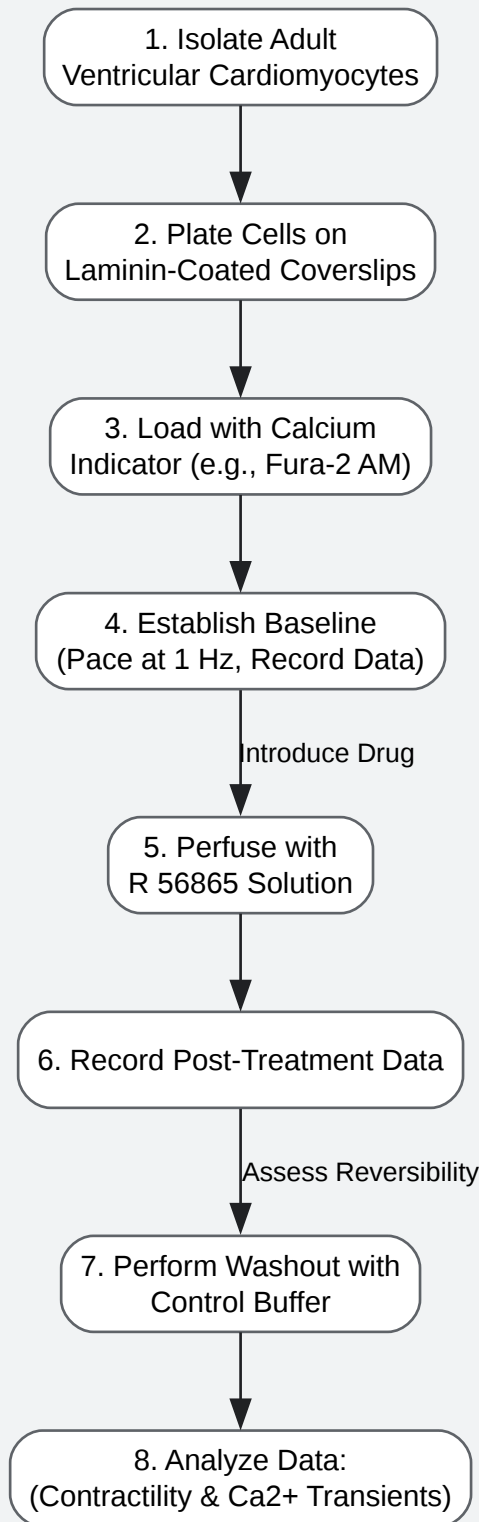 1. Isolate Adult
Ventricular Cardiomyocytes
2. Plate Cells on
Laminin-Coated Coverslips
3. Load with Calcium
Indicator (e.g., Fura-2 AM)
4. Establish Baseline
(Pace at 1 Hz, Record Data)
Introduce Drug
5. Perfuse with
R 56865 Solution
6. Record Post-Treatment Data
Assess Reversibility
7. Perform Washout with
Control Buffer
8. Analyze Data:
(Contractility & Ca2+ Transients)